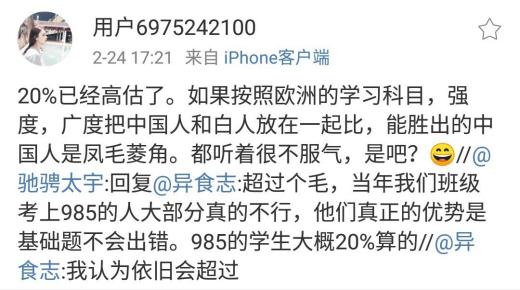 用户6975242100
2-24 17:21 来自 iPhone客户端
20%已经高估了。如果按照欧洲的学习科目，强
度，广度把中国人和白人放在一起比，能胜出的中
国人是凤毛菱角。都听着很不服气，是吧？😄//@
驰骋太宇:回复@异食志:超过个毛，当年我们班级
考上985的人大部分真的不行，他们真正的优势是
基础题不会出错。985的学生大概20%算的//@异
食志:我认为依旧会超过